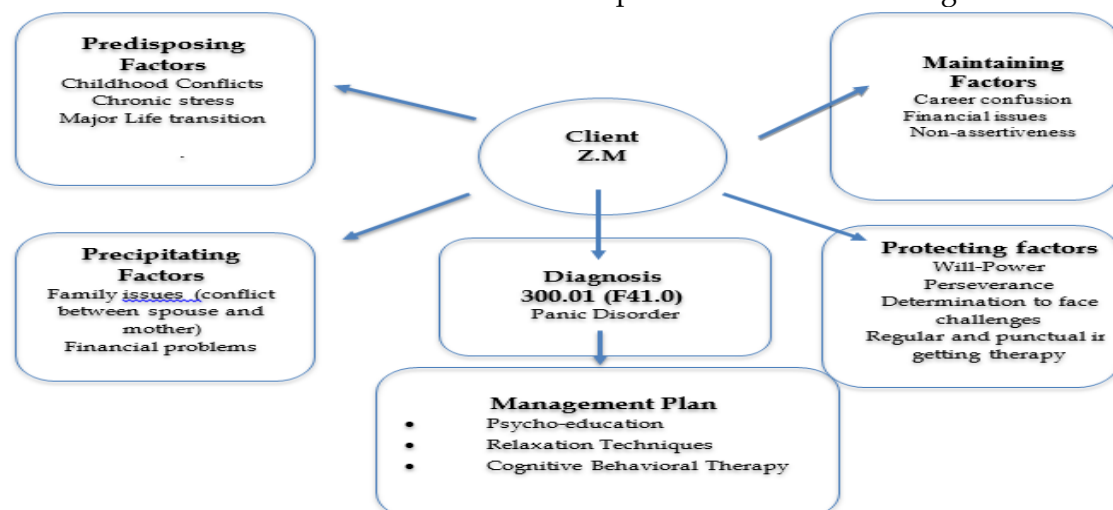 Predisposing
Factors
Childhood Conflicts
Chronic stress
Major Life transition
.
Client
Z.M
Maintaining
Factors
Career confusion
Financial issues
Non-assertiveness
Precipitating
Factors
Family issues (conflict
between spouse and
mother)
Financial problems
Diagnosis
300.01 (F41.0)
Panic Disorder
Protecting factors
Will-Power
Perseverance
Determination to face
challenges
Regular and punctual in
getting therapy
Management Plan
• Psycho-education
• Relaxation Techniques
• Cognitive Behavioral Therapy